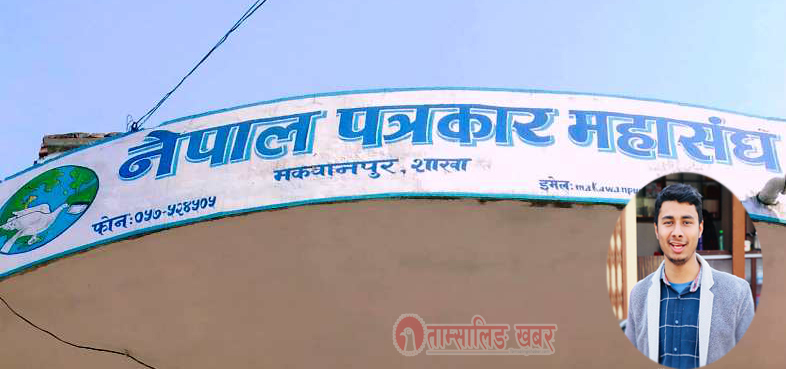 नेपाल पत्रकार महासंघ
मकवानपुर, शाखा
इमेल: makawanpu
फोन: ०५७-५२४५०५
ताम्सालिङ खबर